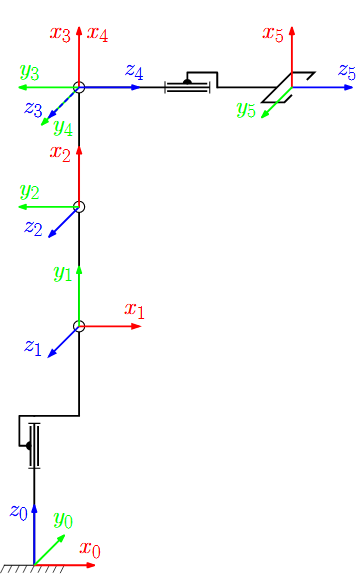 x₃ x₄
x₅
y₃
z₄
z₅
z₃
y₄
y₅
x₂
y₂
z₂
y₁
x₁
z₁
z₀
y₀
x₀